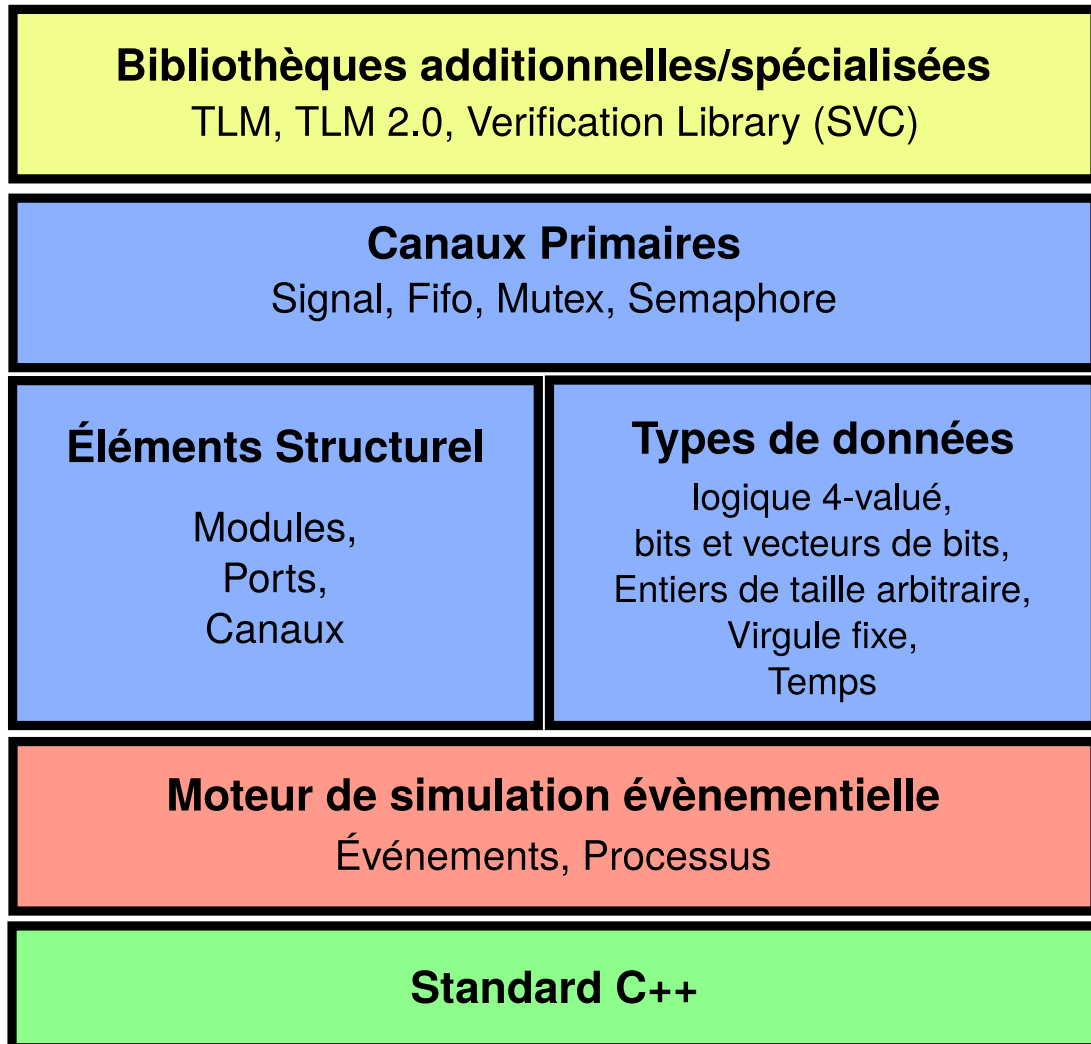 Bibliothèques additionnelles/spécialisées
TLM, TLM 2.0, Verification Library (SVC)
Canaux Primaires
Signal, Fifo, Mutex, Semaphore
Éléments Structurel
Modules,
Ports,
Canaux
Types de données
logique 4-valué,
bits et vecteurs de bits,
Entiers de taille arbitraire,
Virgule fixe,
Temps
Moteur de simulation évènementielle
Événements, Processus
Standard C++